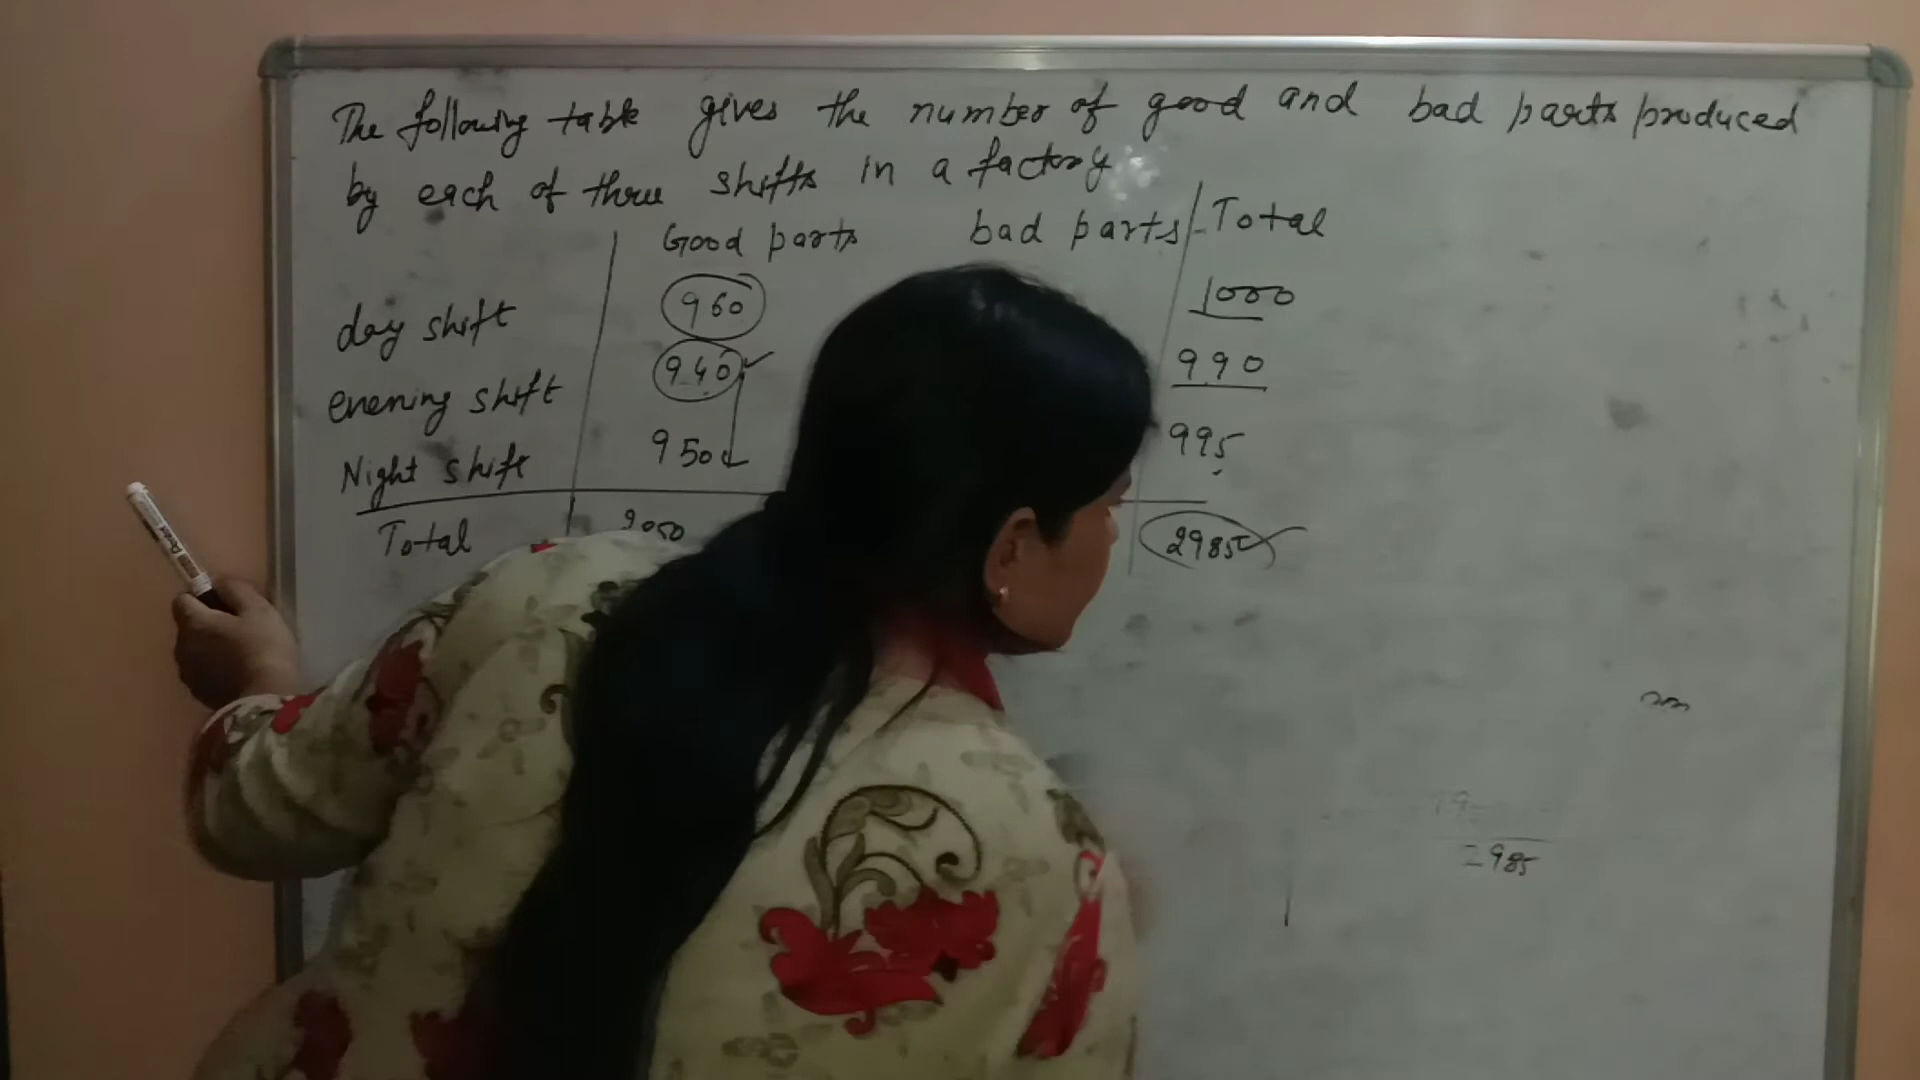 The following table gives the number of good and bad parts produced
by each of three shifts in a factory
Good parts bad parts Total
day shift 960 1000
evening shift 940 990
Night shift 950 995
Total 2985
2985